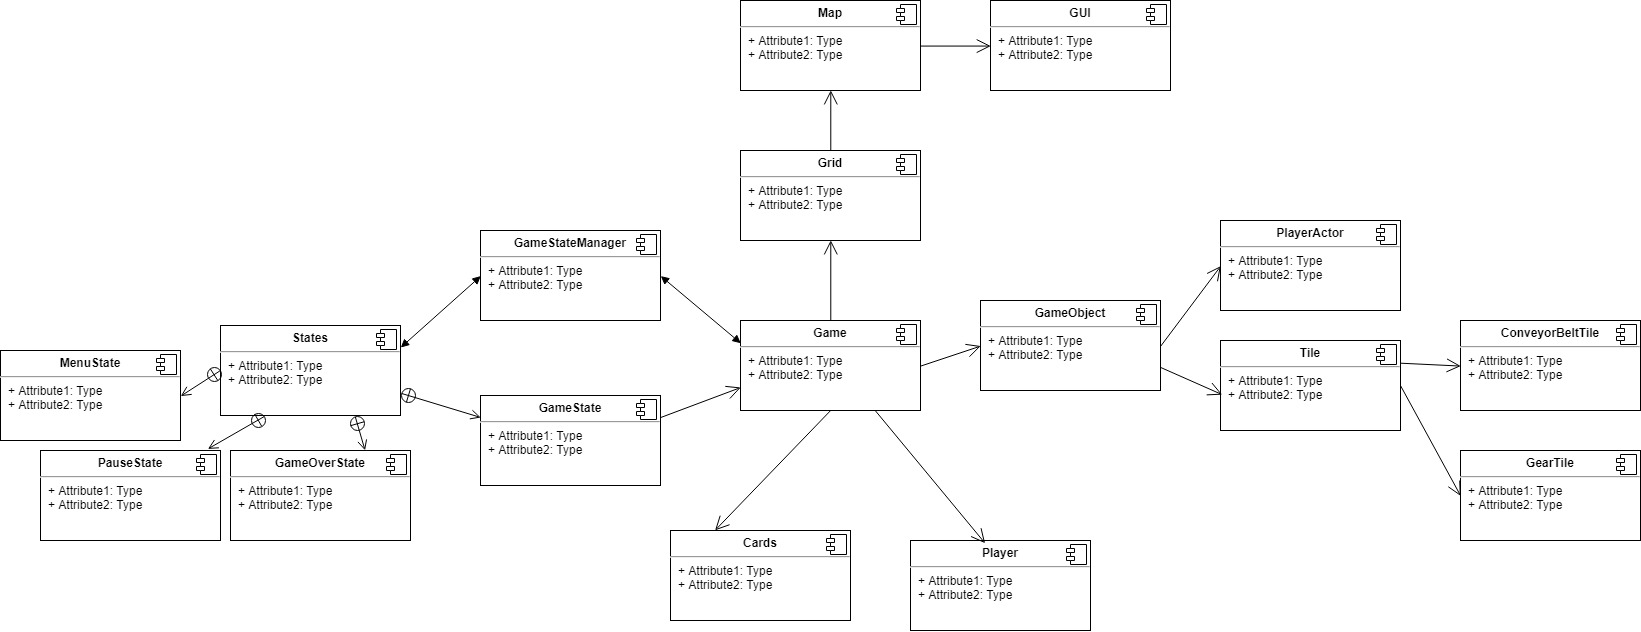 Map
+ Attribute1: Type
+ Attribute2: Type
GUI
+ Attribute1: Type
+ Attribute2: Type
Grid
+ Attribute1: Type
+ Attribute2: Type
GameStateManager
+ Attribute1: Type
+ Attribute2: Type
PlayerActor
+ Attribute1: Type
+ Attribute2: Type
States
+ Attribute1: Type
+ Attribute2: Type
Game
+ Attribute1: Type
+ Attribute2: Type
GameObject
+ Attribute1: Type
+ Attribute2: Type
Tile
+ Attribute1: Type
+ Attribute2: Type
ConveyorBeltTile
+ Attribute1: Type
+ Attribute2: Type
MenuState
+ Attribute1: Type
+ Attribute2: Type
GameState
+ Attribute1: Type
+ Attribute2: Type
PauseState
+ Attribute1: Type
+ Attribute2: Type
GameOverState
+ Attribute1: Type
+ Attribute2: Type
GearTile
+ Attribute1: Type
+ Attribute2: Type
Cards
+ Attribute1: Type
+ Attribute2: Type
Player
+ Attribute1: Type
+ Attribute2: Type